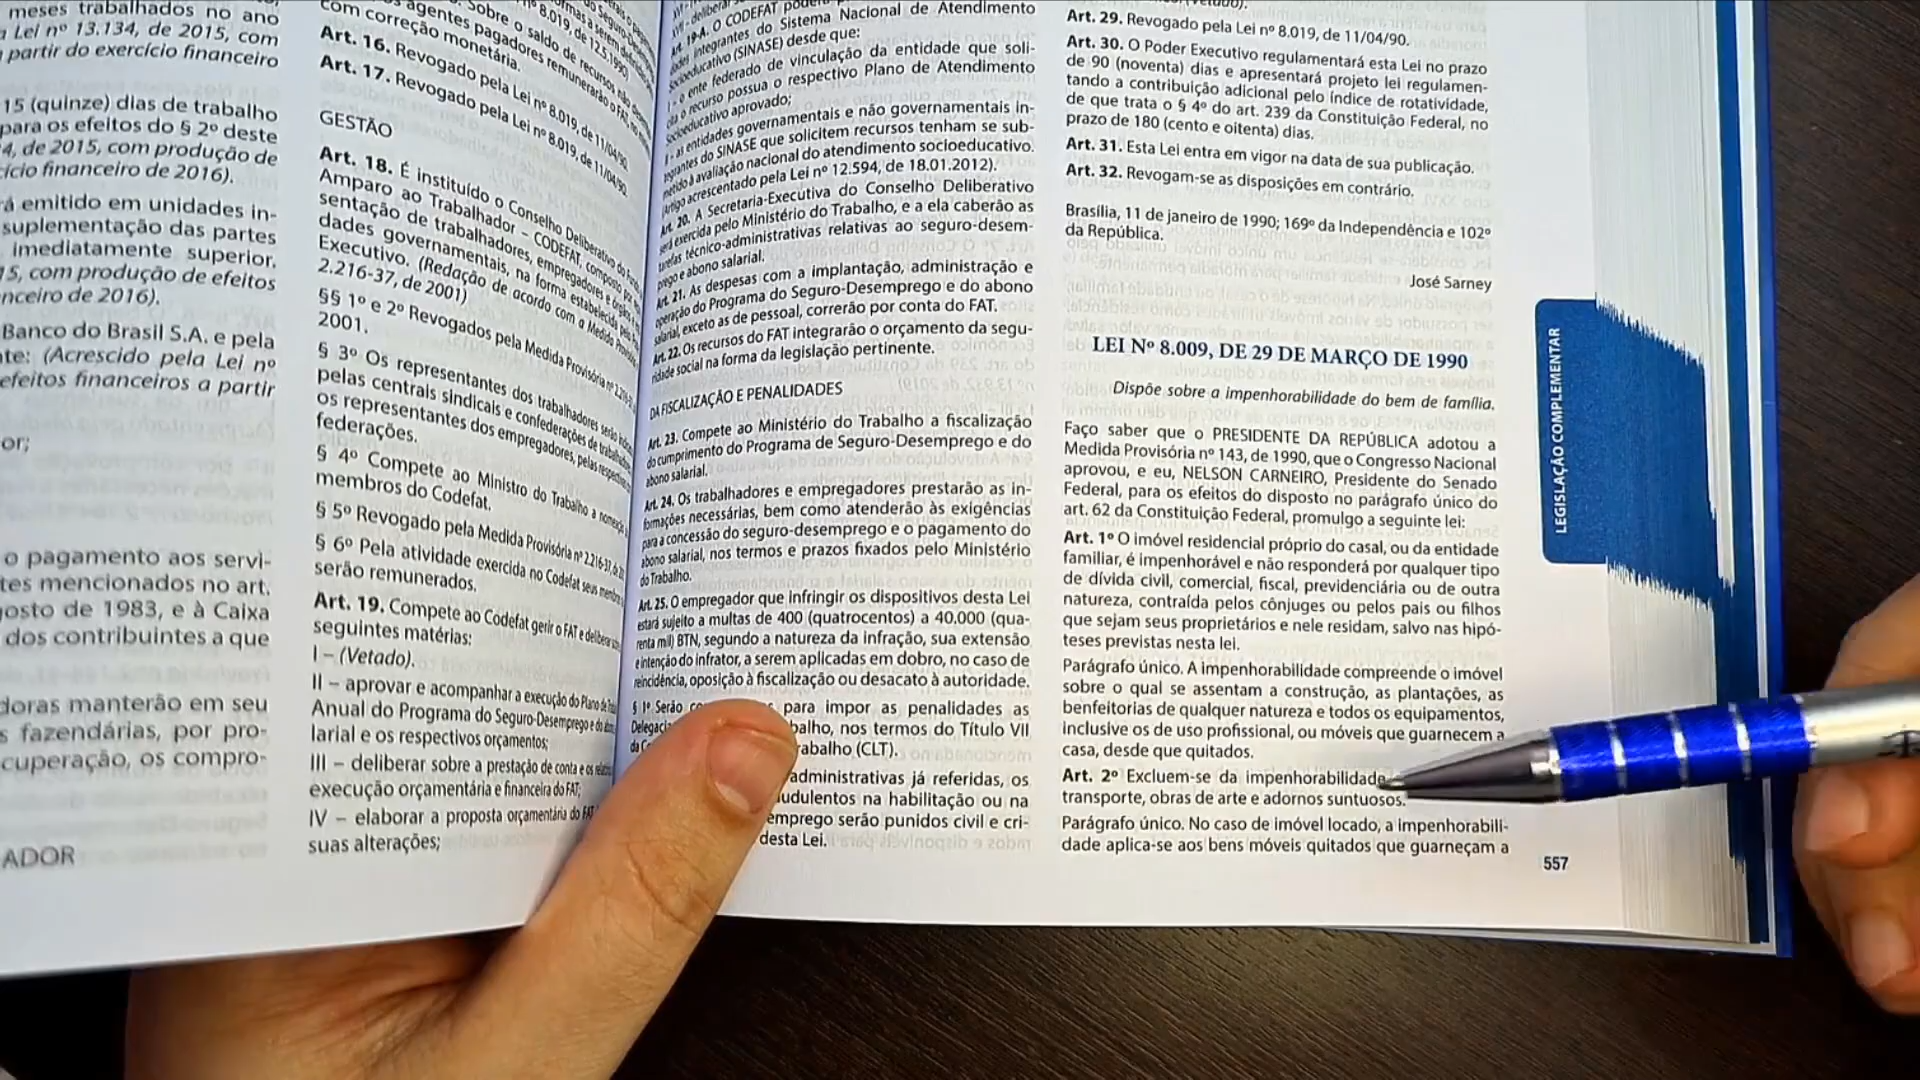 meses trabalhados no ano
a Lei nº 13.134, de 2015, com
partir do exercício financeiro
15 (quinze) dias de trabalho
para os efeitos do § 2º deste
4, de 2015, com produção de
cício financeiro de 2016).
rá emitido em unidades in-
suplementação das partes
imediatamente superior.
15, com produção de efeitos
nceiro de 2016).
Banco do Brasil S.A. e pela
te: (Acrescido pela Lei nº
efeitos financeiros a partir
or;
o pagamento aos servi-
tes mencionados no art.
gosto de 1983, e à Caixa
dos contribuintes a que
doras manterão em seu
s fazendárias, por pro-
cuperação, os compro-
ADOR
Sobre o saldo de recursos não
agentes pagadores remunerarão o FAT,
com correção monetária.
Art. 16. Revogado pela Lei nº 8.019, de 11/04/90.
Art. 17. Revogado pela Lei nº 8.019, de 11/04/90.
GESTÃO
Art. 18. É instituído o Conselho Deliberativo do
Amparo ao Trabalhador – CODEFAT, composto por
sentação de trabalhadores, empregadores e órgãos
dades governamentais, na forma estabelecida pelo
Executivo. (Redação de acordo com a Medida Provisória
2.216-37, de 2001)
§§ 1º e 2º Revogados pela Medida Provisória nº
2001.
§ 3º Os representantes dos trabalhadores serão
pelas centrais sindicais e confederações de
os representantes dos empregadores, pelas
federações.
§ 4º Compete ao Ministro do Trabalho a nomeação
membros do Codefat.
§ 5º Revogado pela Medida Provisória nº 2.216-37, de
§ 6º Pela atividade exercida no Codefat seus
serão remunerados.
Art. 19. Compete ao Codefat gerir o FAT e deliberar
seguintes matérias:
I – (Vetado).
II – aprovar e acompanhar a execução do Plano de
Anual do Programa do Seguro-Desemprego e do
larial e os respectivos orçamentos;
III – deliberar sobre a prestação de conta e os
execução orçamentária e financeira do FAT;
IV – elaborar a proposta orçamentária do FAT
suas alterações;
Art. 19-A. O CODEFAT
integrantes do Sistema Nacional de Atendimento
Socioeducativo (SINASE) desde que:
I – o ente federado de vinculação da entidade que soli-
cita o recurso possua o respectivo Plano de Atendimento
Socioeducativo aprovado;
II – as entidades governamentais e não governamentais in-
tegrantes do SINASE que solicitem recursos tenham se sub-
metido à avaliação nacional do atendimento socioeducativo.
(Artigo acrescentado pela Lei nº 12.594, de 18.01.2012).
Art. 20. A Secretaria-Executiva do Conselho Deliberativo
será exercida pelo Ministério do Trabalho, e a ela caberão as
tarefas técnico-administrativas relativas ao seguro-desem-
prego e abono salarial.
Art. 21. As despesas com a implantação, administração e
operação do Programa do Seguro-Desemprego e do abono
salarial, exceto as de pessoal, correrão por conta do FAT.
Art. 22. Os recursos do FAT integrarão o orçamento da segu-
ridade social na forma da legislação pertinente.
DA FISCALIZAÇÃO E PENALIDADES
Art. 23. Compete ao Ministério do Trabalho a fiscalização
do cumprimento do Programa de Seguro-Desemprego e do
abono salarial.
Art. 24. Os trabalhadores e empregadores prestarão as in-
formações necessárias, bem como atenderão às exigências
para a concessão do seguro-desemprego e o pagamento do
abono salarial, nos termos e prazos fixados pelo Ministério
do Trabalho.
Art. 25. O empregador que infringir os dispositivos desta Lei
estará sujeito a multas de 400 (quatrocentos) a 40.000 (qua-
renta mil) BTN, segundo a natureza da infração, sua extensão
e intenção do infrator, a serem aplicadas em dobro, no caso de
reincidência, oposição à fiscalização ou desacato à autoridade.
§ 1º Serão para impor as penalidades as
balho, nos termos do Título VII
rabalho (CLT).
administrativas já referidas, os
audulentos na habilitação ou na
emprego serão punidos civil e cri-
desta Lei.
Art. 29. Revogado pela Lei nº 8.019, de 11/04/90.
Art. 30. O Poder Executivo regulamentará esta Lei no prazo
de 90 (noventa) dias e apresentará projeto lei regulamen-
tando a contribuição adicional pelo índice de rotatividade,
de que trata o § 4º do art. 239 da Constituição Federal, no
prazo de 180 (cento e oitenta) dias.
Art. 31. Esta Lei entra em vigor na data de sua publicação.
Art. 32. Revogam-se as disposições em contrário.
Brasília, 11 de janeiro de 1990; 169º da Independência e 102º
da República.
José Sarney
LEI Nº 8.009, DE 29 DE MARÇO DE 1990
Dispõe sobre a impenhorabilidade do bem de família.
Faço saber que o PRESIDENTE DA REPÚBLICA adotou a
Medida Provisória nº 143, de 1990, que o Congresso Nacional
aprovou, e eu, NELSON CARNEIRO, Presidente do Senado
Federal, para os efeitos do disposto no parágrafo único do
art. 62 da Constituição Federal, promulgo a seguinte lei:
Art. 1º O imóvel residencial próprio do casal, ou da entidade
familiar, é impenhorável e não responderá por qualquer tipo
de dívida civil, comercial, fiscal, previdenciária ou de outra
natureza, contraída pelos cônjuges ou pelos pais ou filhos
que sejam seus proprietários e nele residam, salvo nas hipó-
teses previstas nesta lei.
Parágrafo único. A impenhorabilidade compreende o imóvel
sobre o qual se assentam a construção, as plantações, as
benfeitorias de qualquer natureza e todos os equipamentos,
inclusive os de uso profissional, ou móveis que guarnecem a
casa, desde que quitados.
Art. 2º Excluem-se da impenhorabilidade
transporte, obras de arte e adornos suntuosos.
Parágrafo único. No caso de imóvel locado, a impenhorabili-
dade aplica-se aos bens móveis quitados que guarneçam a
557
LEGISLAÇÃO COMPLEMENTAR